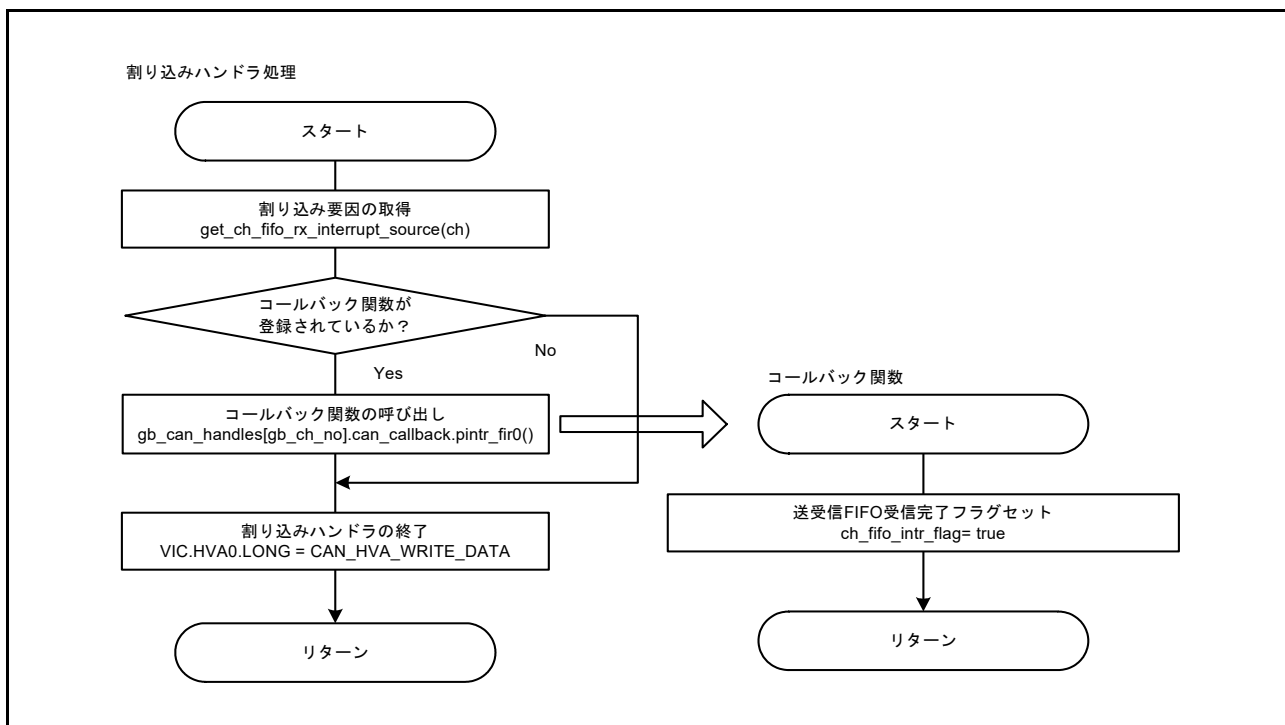 割り込みハンドラ処理
スタート
割り込み要因の取得
get_ch_fifo_rx_interrupt_source(ch)
コールバック関数が
登録されているか？
No
Yes
コールバック関数の呼び出し
gb_can_handles[gb_ch_no].can_callback.pintr_fir0()
割り込みハンドラの終了
VIC.HVA0.LONG = CAN_HVA_WRITE_DATA
リターン
コールバック関数
スタート
送受信FIFO受信完了フラグセット
ch_fifo_intr_flag= true
リターン